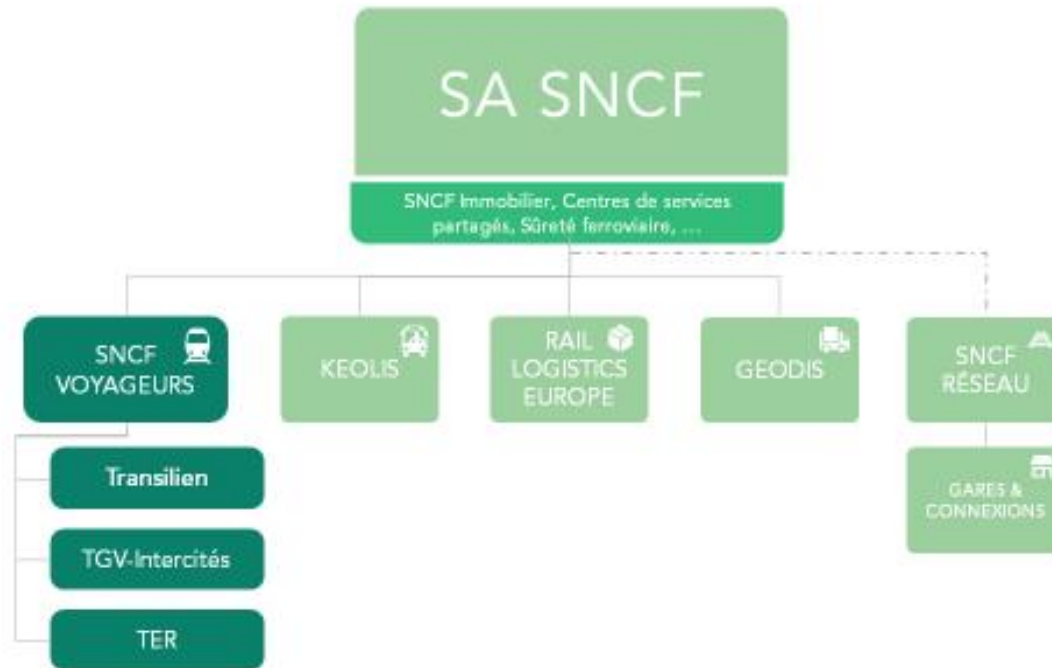 SA SNCF
SNCF Immobilier, Centres de services
partagés, Sûreté ferroviaire, ...
SNCF
VOYAGEURS
KEOLIS
RAIL
LOGISTICS
EUROPE
GEODIS
SNCF
RÉSEAU
Transilien
TGV-Intercités
TER
GARES &
CONNEXIONS